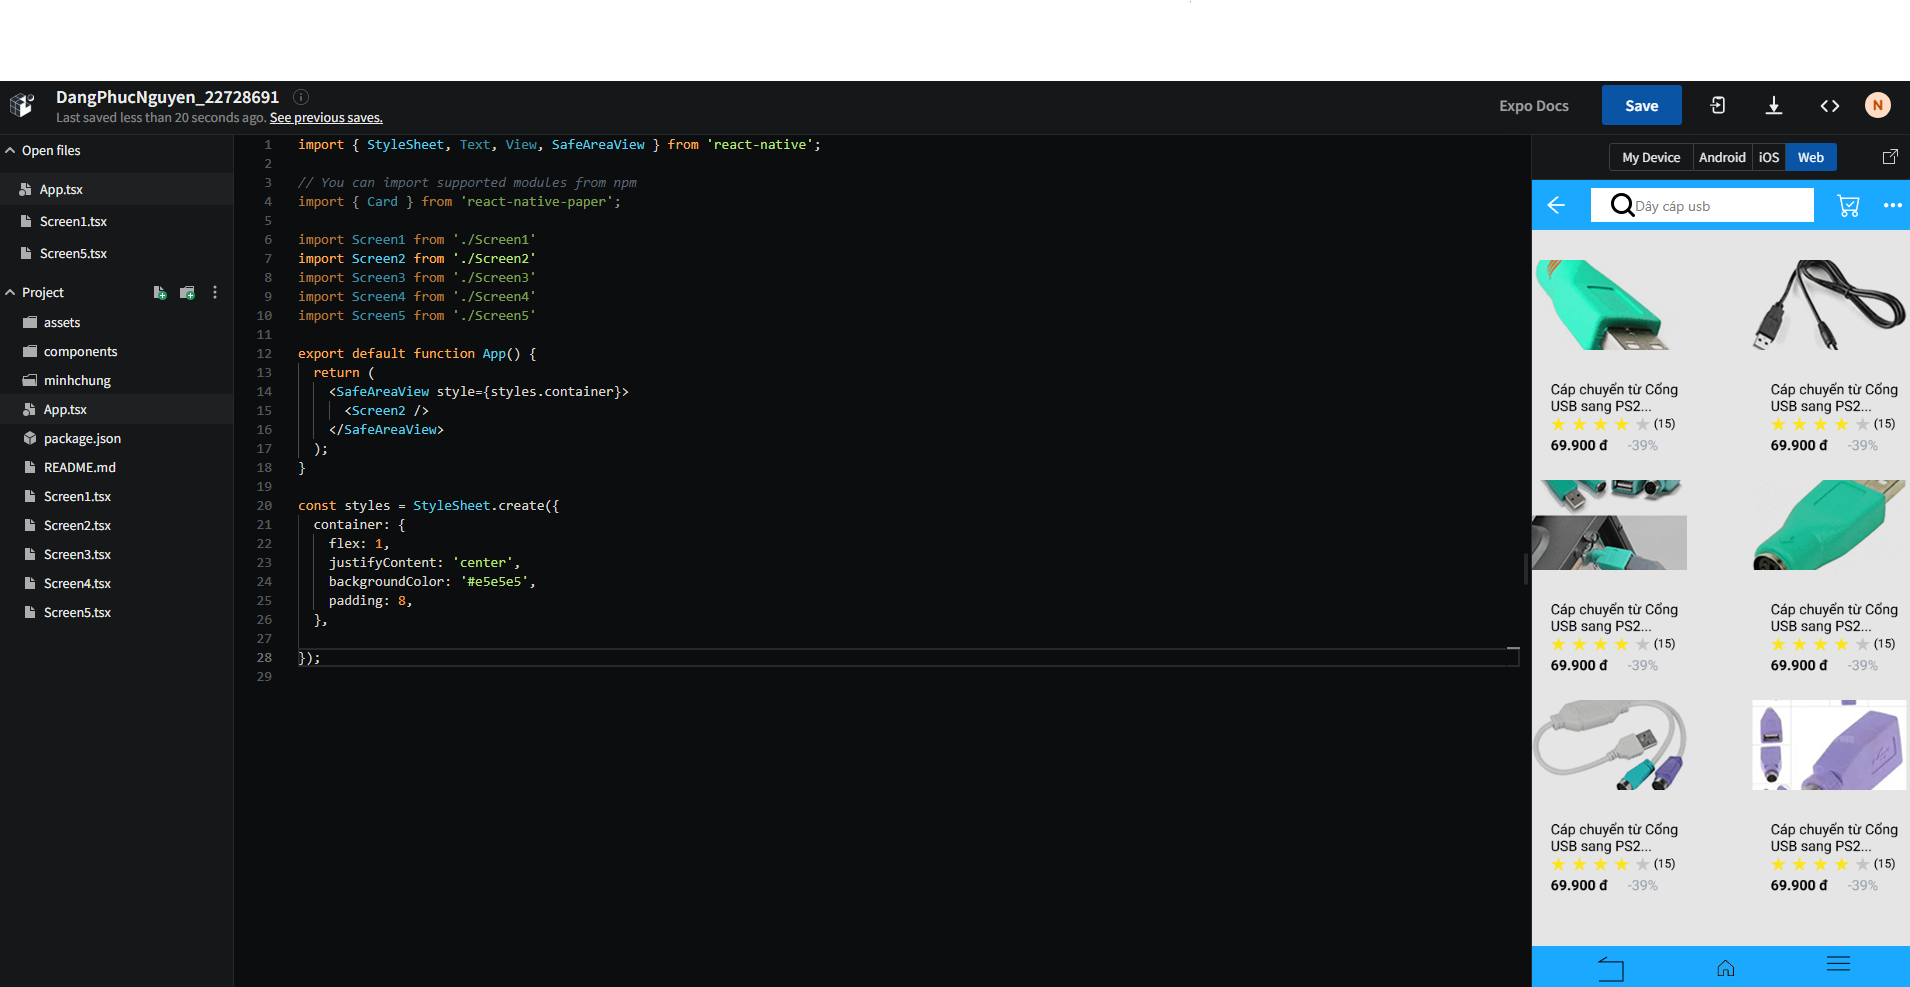 DangPhucNguyen_22728691
Last saved less than 20 seconds ago. See previous saves.
Expo Docs
Save
N
Open files
App.tsx
Screen1.tsx
Screen5.tsx
Project
assets
components
minhchung
App.tsx
package.json
README.md
Screen1.tsx
Screen2.tsx
Screen3.tsx
Screen4.tsx
Screen5.tsx
1 import { StyleSheet, Text, View, SafeAreaView } from 'react-native';
2
3 // You can import supported modules from npm
4 import { Card } from 'react-native-paper';
5
6 import Screen1 from './Screen1'
7 import Screen2 from './Screen2'
8 import Screen3 from './Screen3'
9 import Screen4 from './Screen4'
10 import Screen5 from './Screen5'
11
12 export default function App() {
13 return (
14 <SafeAreaView style={styles.container}>
15 <Screen2 />
16 </SafeAreaView>
17 );
18 }
19
20 const styles = StyleSheet.create({
21 container: {
22 flex: 1,
23 justifyContent: 'center',
24 backgroundColor: '#e5e5e5',
25 padding: 8,
26 },
27
28 });
29
My Device Android iOS Web
Dây cáp usb
Cáp chuyển từ Cổng
USB sang PS2...
(15)
69.900 đ -39%
Cáp chuyển từ Cổng
USB sang PS2...
(15)
69.900 đ -39%
Cáp chuyển từ Cổng
USB sang PS2...
(15)
69.900 đ -39%
Cáp chuyển từ Cổng
USB sang PS2...
(15)
69.900 đ -39%
Cáp chuyển từ Cổng
USB sang PS2...
(15)
69.900 đ -39%
Cáp chuyển từ Cổng
USB sang PS2...
(15)
69.900 đ -39%